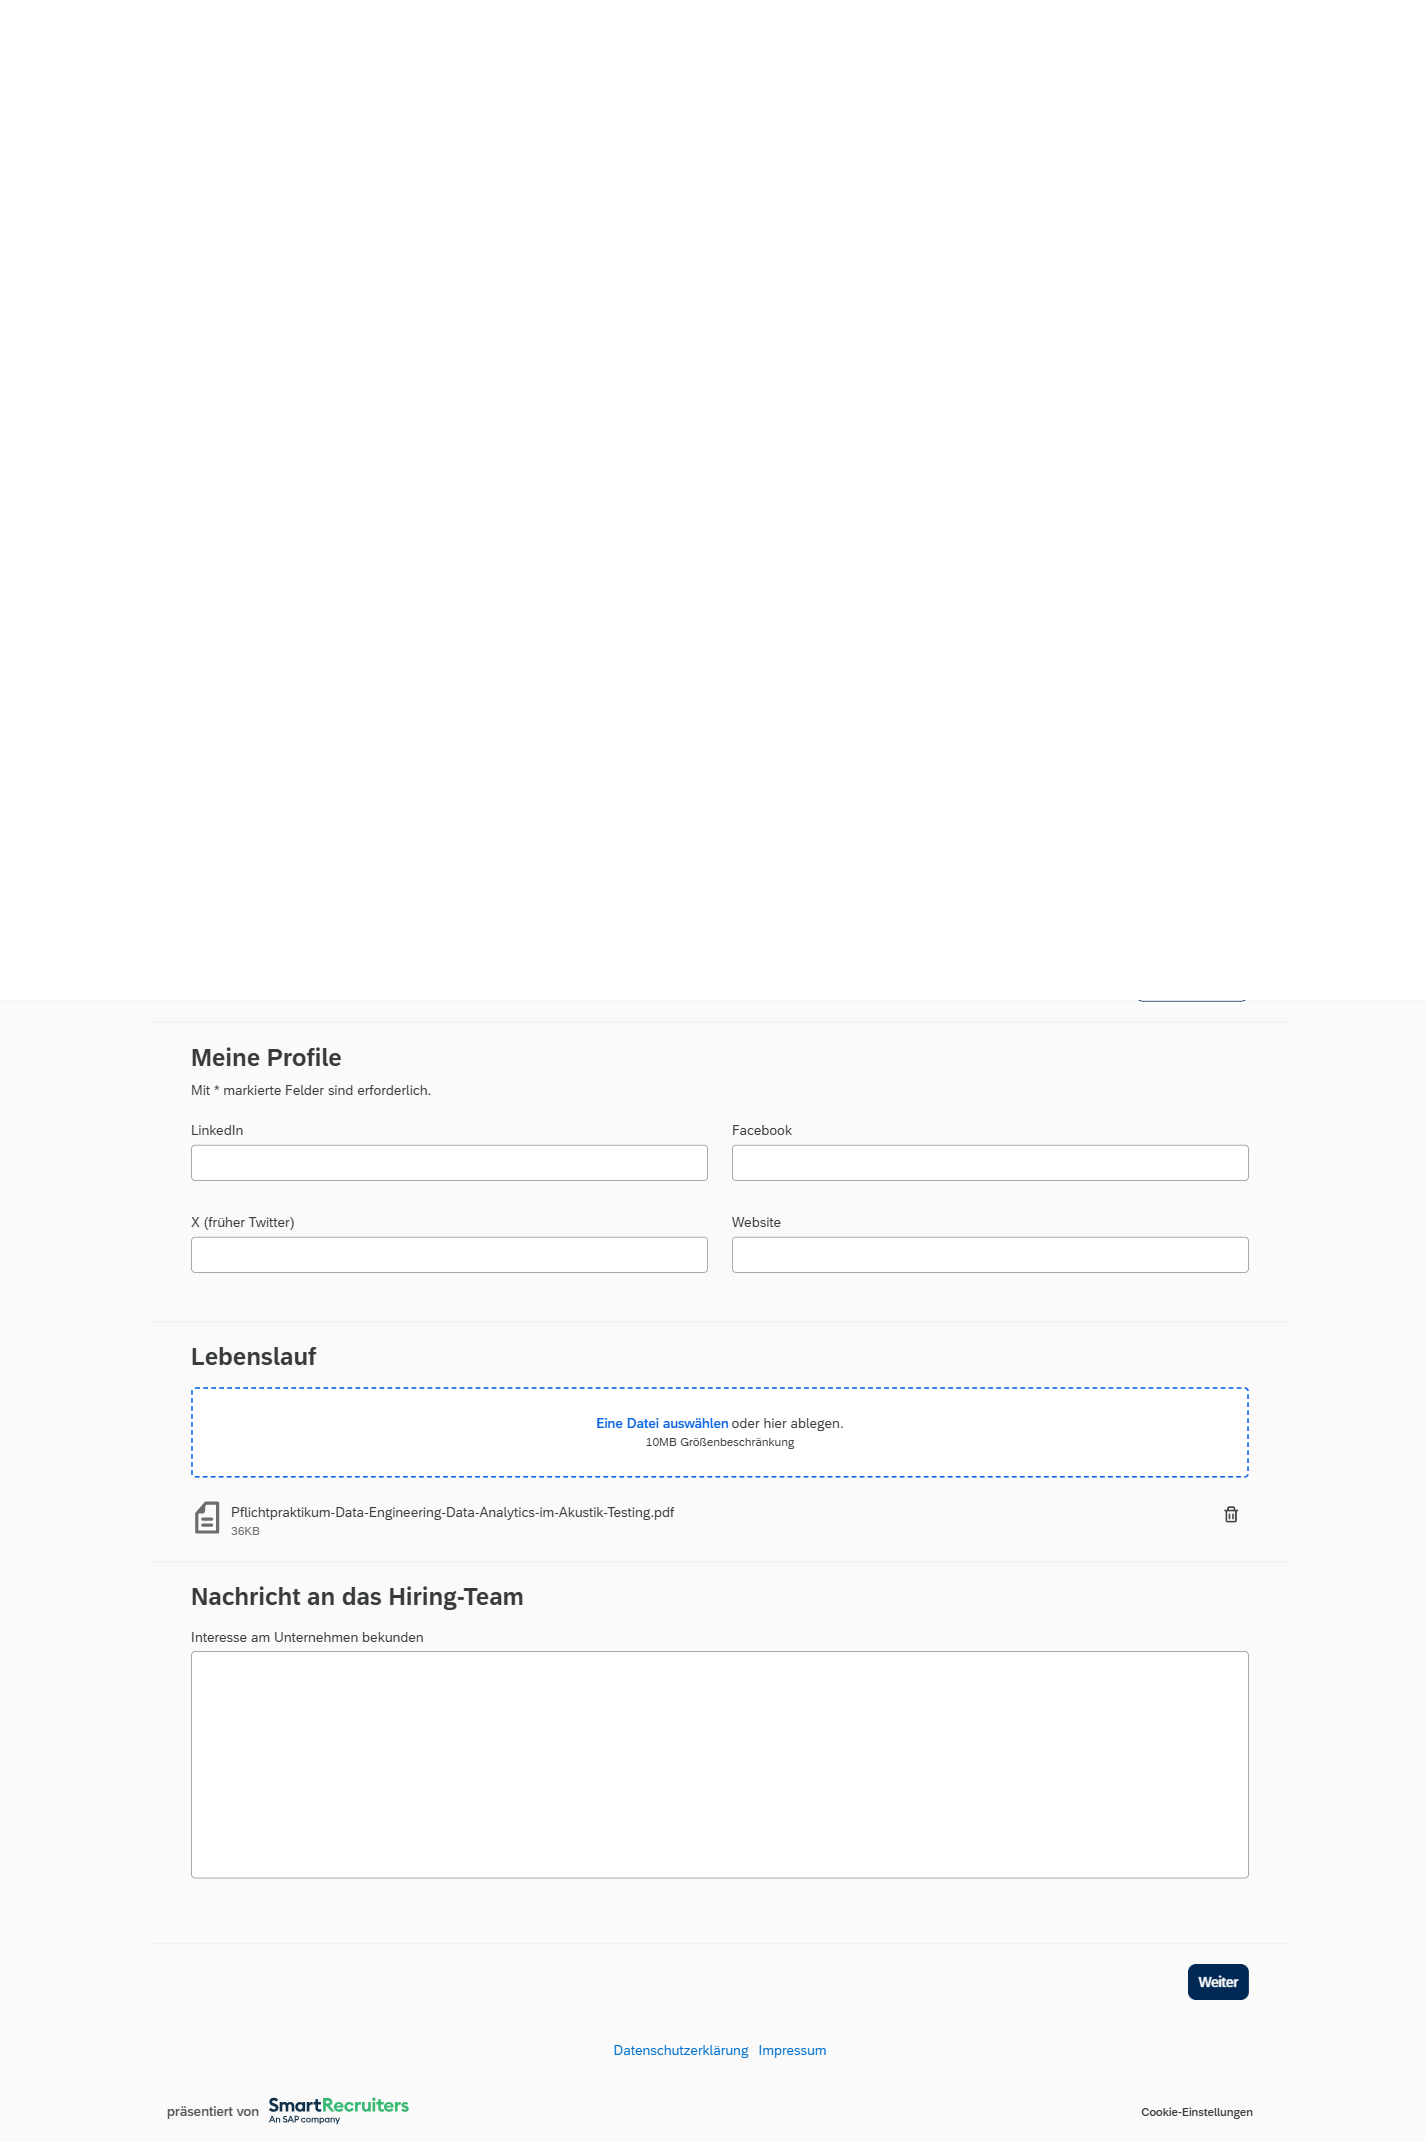 Meine Profile
Mit * markierte Felder sind erforderlich.
LinkedIn
Facebook
X (früher Twitter)
Website
Lebenslauf
Eine Datei auswählen oder hier ablegen.
10MB Größenbeschränkung
Pflichtpraktikum-Data-Engineering-Data-Analytics-im-Akustik-Testing.pdf
36KB
Nachricht an das Hiring-Team
Interesse am Unternehmen bekunden
Weiter
Datenschutzerklärung Impressum
präsentiert von SmartRecruiters
An SAP company
Cookie-Einstellungen